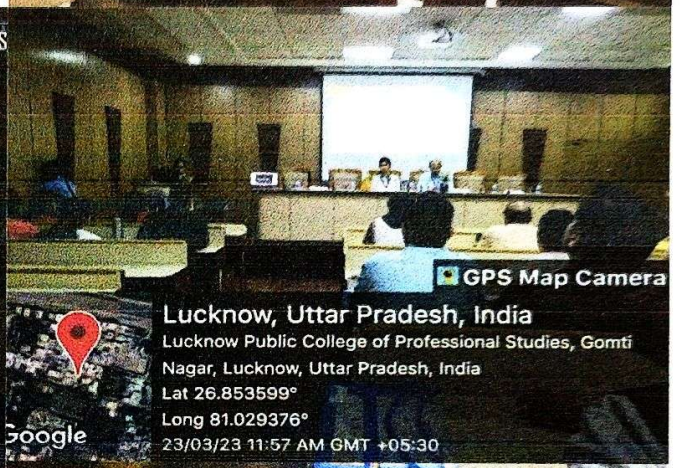 GPS Map Camera
Lucknow, Uttar Pradesh, India
Lucknow Public College of Professional Studies, Gomti
Nagar, Lucknow, Uttar Pradesh, India
Lat 26.853599°
Long 81.029376°
23/03/23 11:57 AM GMT +05:30
Google